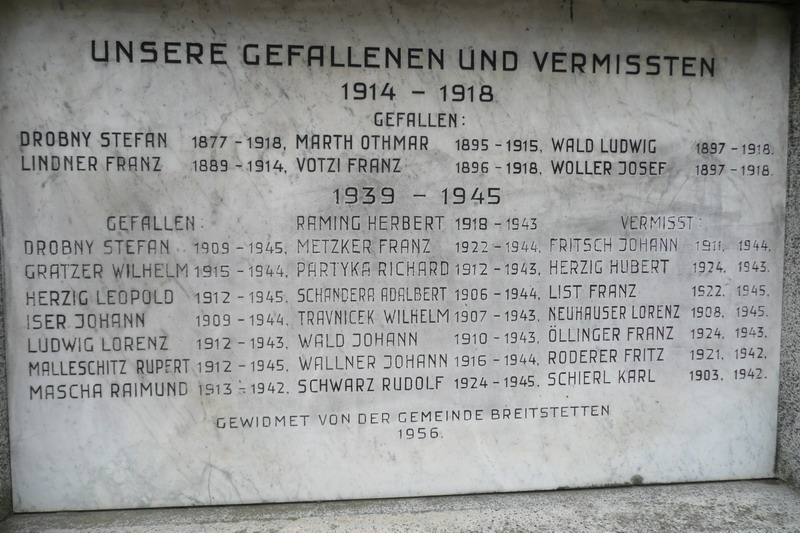 UNSERE GEFALLENEN UND VERMISSTEN
1914 - 1918
GEFALLEN:
DROBNY STEFAN 1877 - 1918, MARTH OTHMAR 1895 - 1915, WALD LUDWIG 1897 - 1918.
LINDNER FRANZ 1889 - 1914, VOTZI FRANZ 1896 - 1918, WOLLER JOSEF 1897 - 1918.
1939 - 1945
GEFALLEN: RAMING HERBERT 1918 - 1943 VERMISST:
DROBNY STEFAN 1909 - 1945, METZKER FRANZ 1922 - 1944, FRITSCH JOHANN 1911, 1944,
GRATZER WILHELM 1915 - 1944, PARTYKA RICHARD 1912 - 1943, HERZIG HUBERT 1924, 1943.
HERZIG LEOPOLD 1912 - 1945, SCHANDERA ADALBERT 1906 - 1944, LIST FRANZ 1922, 1945.
ISER JOHANN 1909 - 1944, TRAVNICEK WILHELM 1907 - 1943, NEUHAUSER LORENZ 1908, 1945.
LUDWIG LORENZ 1912 - 1943, WALD JOHANN 1910 - 1943, ÖLLINGER FRANZ 1924, 1943,
MALLESCHITZ RUPERT 1912 - 1945, WALLNER JOHANN 1916 - 1944, RODERER FRITZ 1921, 1942,
MASCHA RAIMUND 1913 - 1942, SCHWARZ RUDOLF 1924 - 1945, SCHIERL KARL 1903, 1942.
GEWIDMET VON DER GEMEINDE BREITSTETTEN
1956.